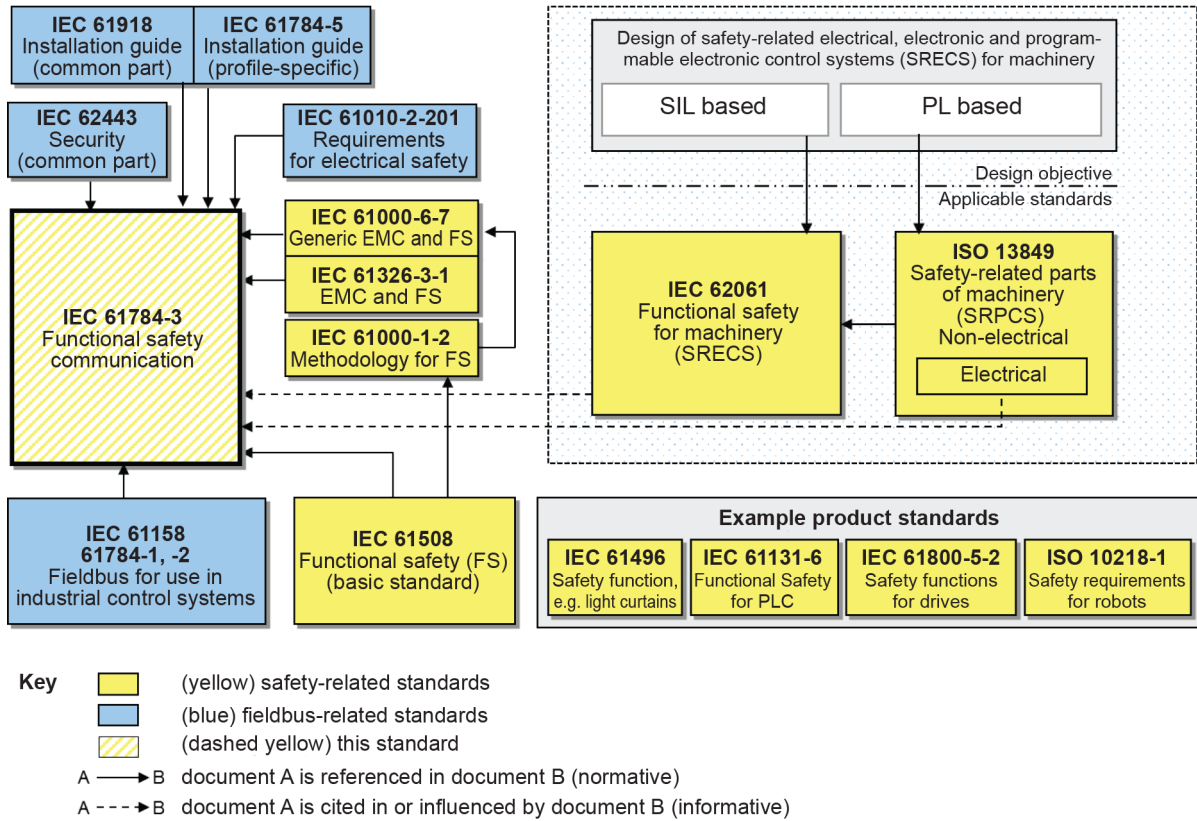 IEC 61918
Installation guide
(common part)
IEC 61784-5
Installation guide
(profile-specific)
IEC 62443
Security
(common part)
IEC 61010-2-201
Requirements
for electrical safety
IEC 61000-6-7
Generic EMC and FS
IEC 61326-3-1
EMC and FS
IEC 61000-1-2
Methodology for FS
IEC 61784-3
Functional safety
communication
IEC 61158
61784-1, -2
Fieldbus for use in
industrial control systems
IEC 61508
Functional safety (FS)
(basic standard)
Design of safety-related electrical, electronic and program-
mable electronic control systems (SRECS) for machinery
SIL based
PL based
Design objective
Applicable standards
IEC 62061
Functional safety
for machinery
(SRECS)
ISO 13849
Safety-related parts
of machinery
(SRPCS)
Non-electrical
Electrical
Example product standards
IEC 61496
Safety function,
e.g. light curtains
IEC 61131-6
Functional Safety
for PLC
IEC 61800-5-2
Safety functions
for drives
ISO 10218-1
Safety requirements
for robots
Key
(yellow) safety-related standards
(blue) fieldbus-related standards
(dashed yellow) this standard
A B document A is referenced in document B (normative)
A B document A is cited in or influenced by document B (informative)